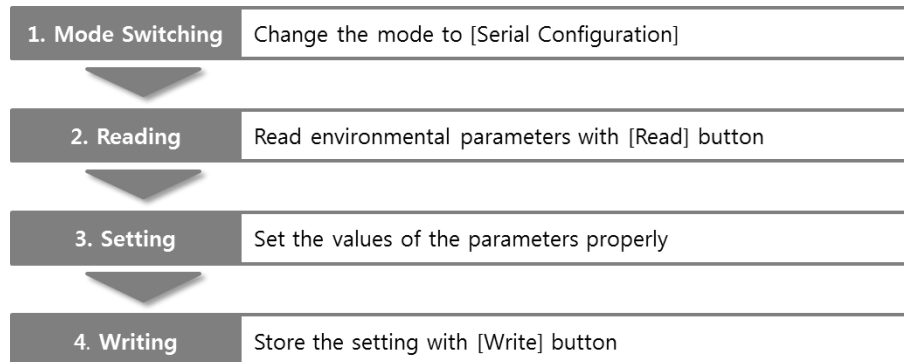 1. Mode Switching Change the mode to [Serial Configuration]
2. Reading Read environmental parameters with [Read] button
3. Setting Set the values of the parameters properly
4. Writing Store the setting with [Write] button